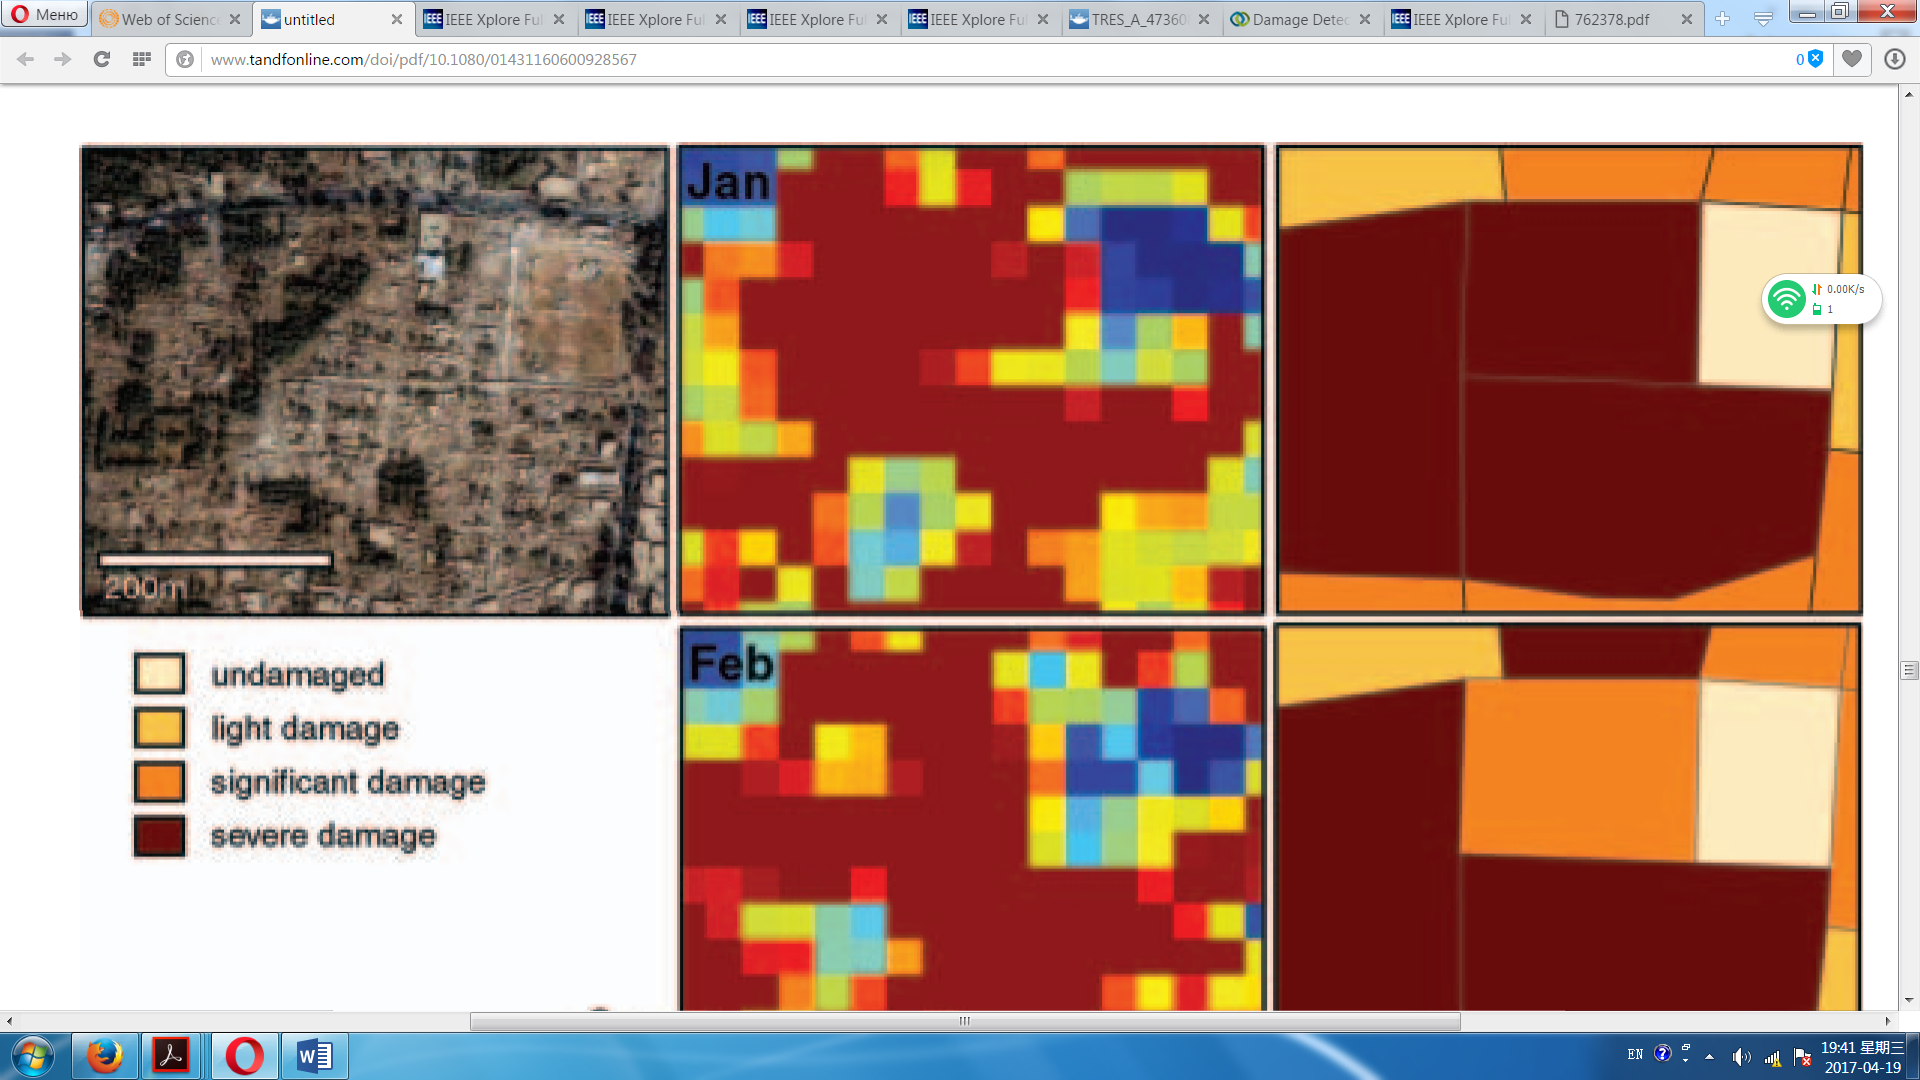 Меню
Web of Science
untitled
IEEE Xplore Ful
IEEE Xplore Ful
IEEE Xplore Ful
IEEE Xplore Ful
TRES_A_47360
Damage Detec
IEEE Xplore Ful
762378.pdf
www.tandfonline.com/doi/pdf/10.1080/01431160600928567
0
Jan
0.00K/s
1
200m
Feb
undamaged
light damage
significant damage
severe damage
EN
19:41 星期三
2017-04-19